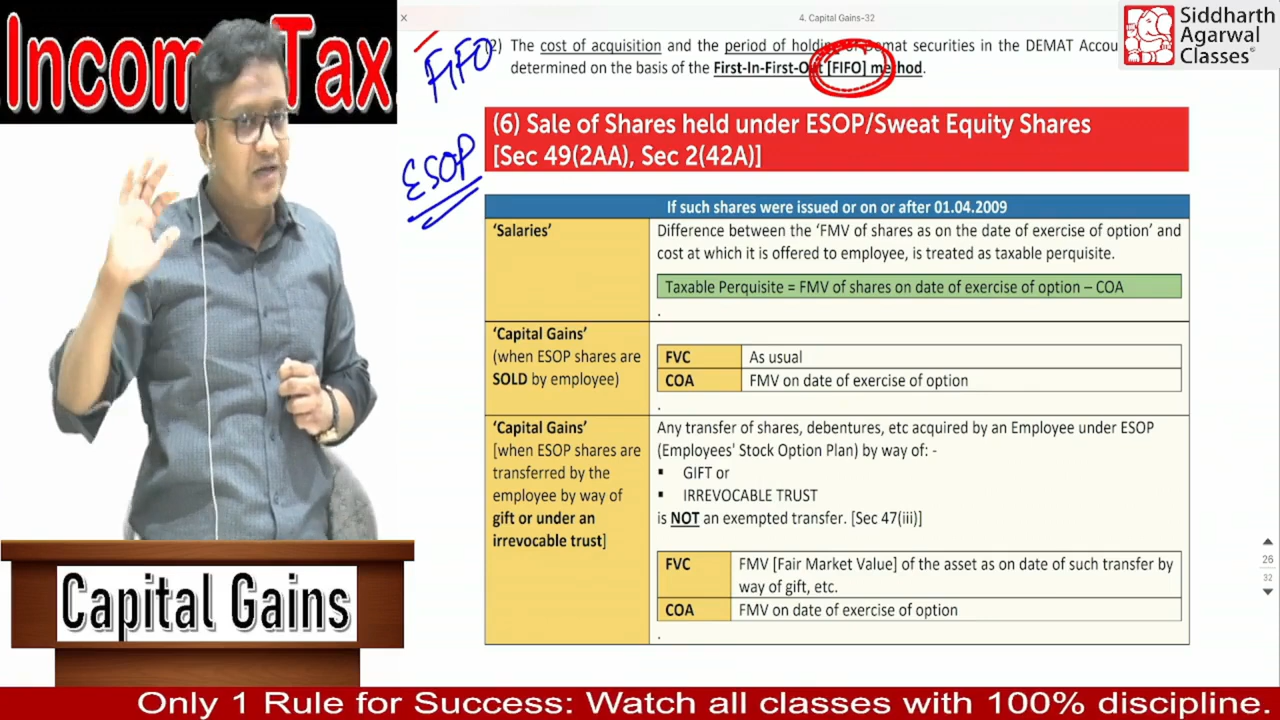 Income Tax
4. Capital Gains-32
Siddharth
Agarwal
Classes
FIFO
2) The cost of acquisition and the period of holding Demat securities in the DEMAT Accou
determined on the basis of the First-In-First-Out [FIFO] method.
ESOP
(6) Sale of Shares held under ESOP/Sweat Equity Shares
[Sec 49(2AA), Sec 2(42A)]
If such shares were issued or on or after 01.04.2009
‘Salaries’
Difference between the ‘FMV of shares as on the date of exercise of option’ and
cost at which it is offered to employee, is treated as taxable perquisite.
Taxable Perquisite = FMV of shares on date of exercise of option – COA
.
‘Capital Gains’
(when ESOP shares are
SOLD by employee)
FVC As usual
COA FMV on date of exercise of option
.
‘Capital Gains’
[when ESOP shares are
transferred by the
employee by way of
gift or under an
irrevocable trust]
Any transfer of shares, debentures, etc acquired by an Employee under ESOP
(Employees' Stock Option Plan) by way of: -
▪ GIFT or
▪ IRREVOCABLE TRUST
is NOT an exempted transfer. [Sec 47(iii)]
FVC FMV [Fair Market Value] of the asset as on date of such transfer by
way of gift, etc.
COA FMV on date of exercise of option
.
26
32
Capital Gains
Only 1 Rule for Success: Watch all classes with 100% discipline.